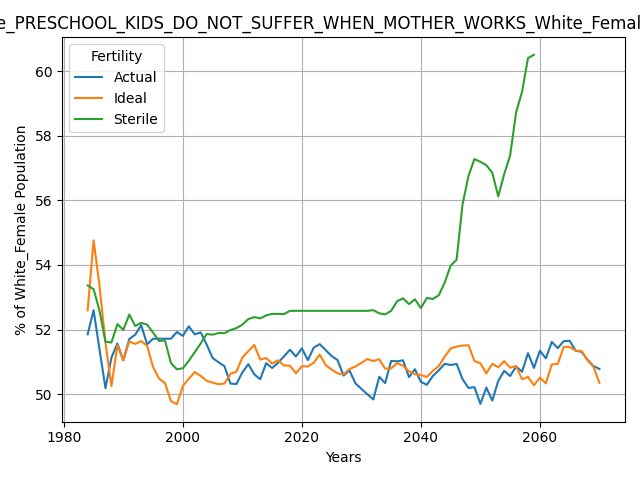 e_PRESCHOOL_KIDS_DO_NOT_SUFFER_WHEN_MOTHER_WORKS_White_Femal
Fertility
Actual
Ideal
Sterile
% of White_Female Population
60
58
56
54
52
50
1980
2000
2020
2040
2060
Years